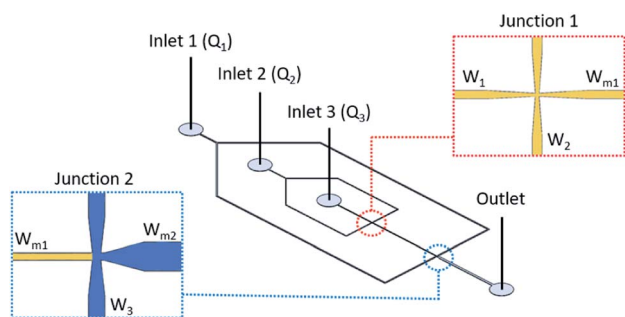 Junction 1
Inlet 1 (Q₁)
Inlet 2 (Q₂)
Inlet 3 (Q₃)
W₁
Wₘ₁
W₂
Junction 2
Outlet
Wₘ₁
Wₘ₂
W₃